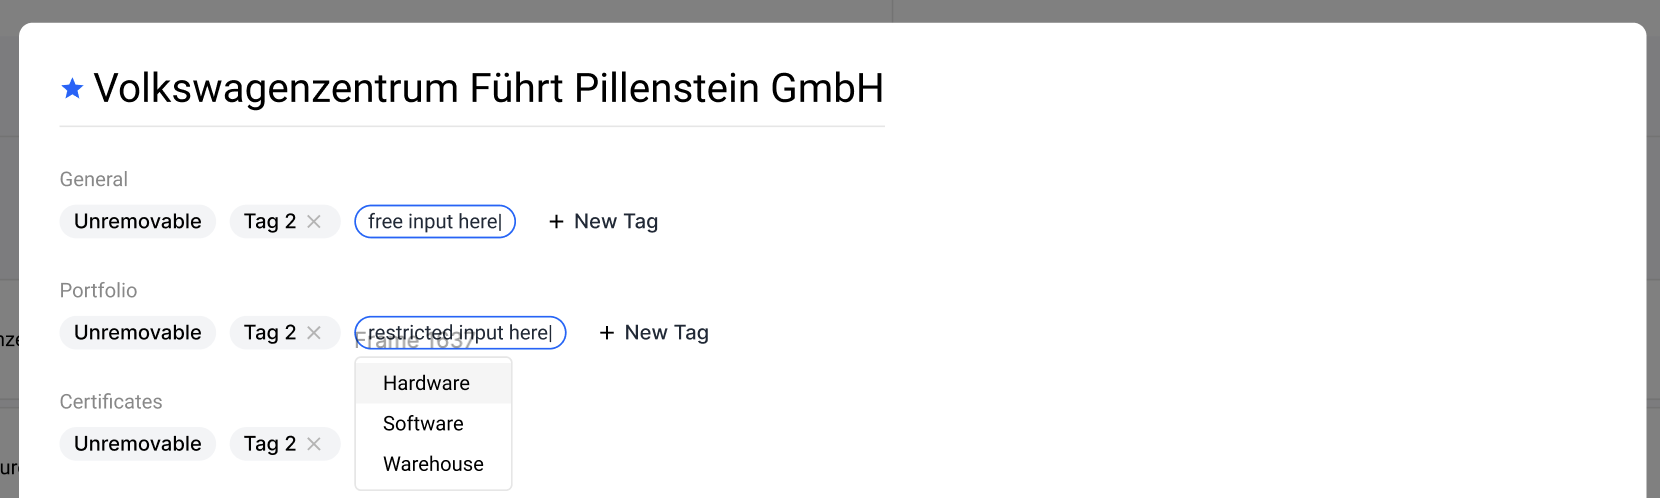 Volkswagenzentrum Führt Pillenstein GmbH
General
Unremovable Tag 2 free input here| + New Tag
Portfolio
Unremovable Tag 2 restricted input here| + New Tag
Frame 1637
Hardware
Software
Warehouse
Certificates
Unremovable Tag 2
nze
ure